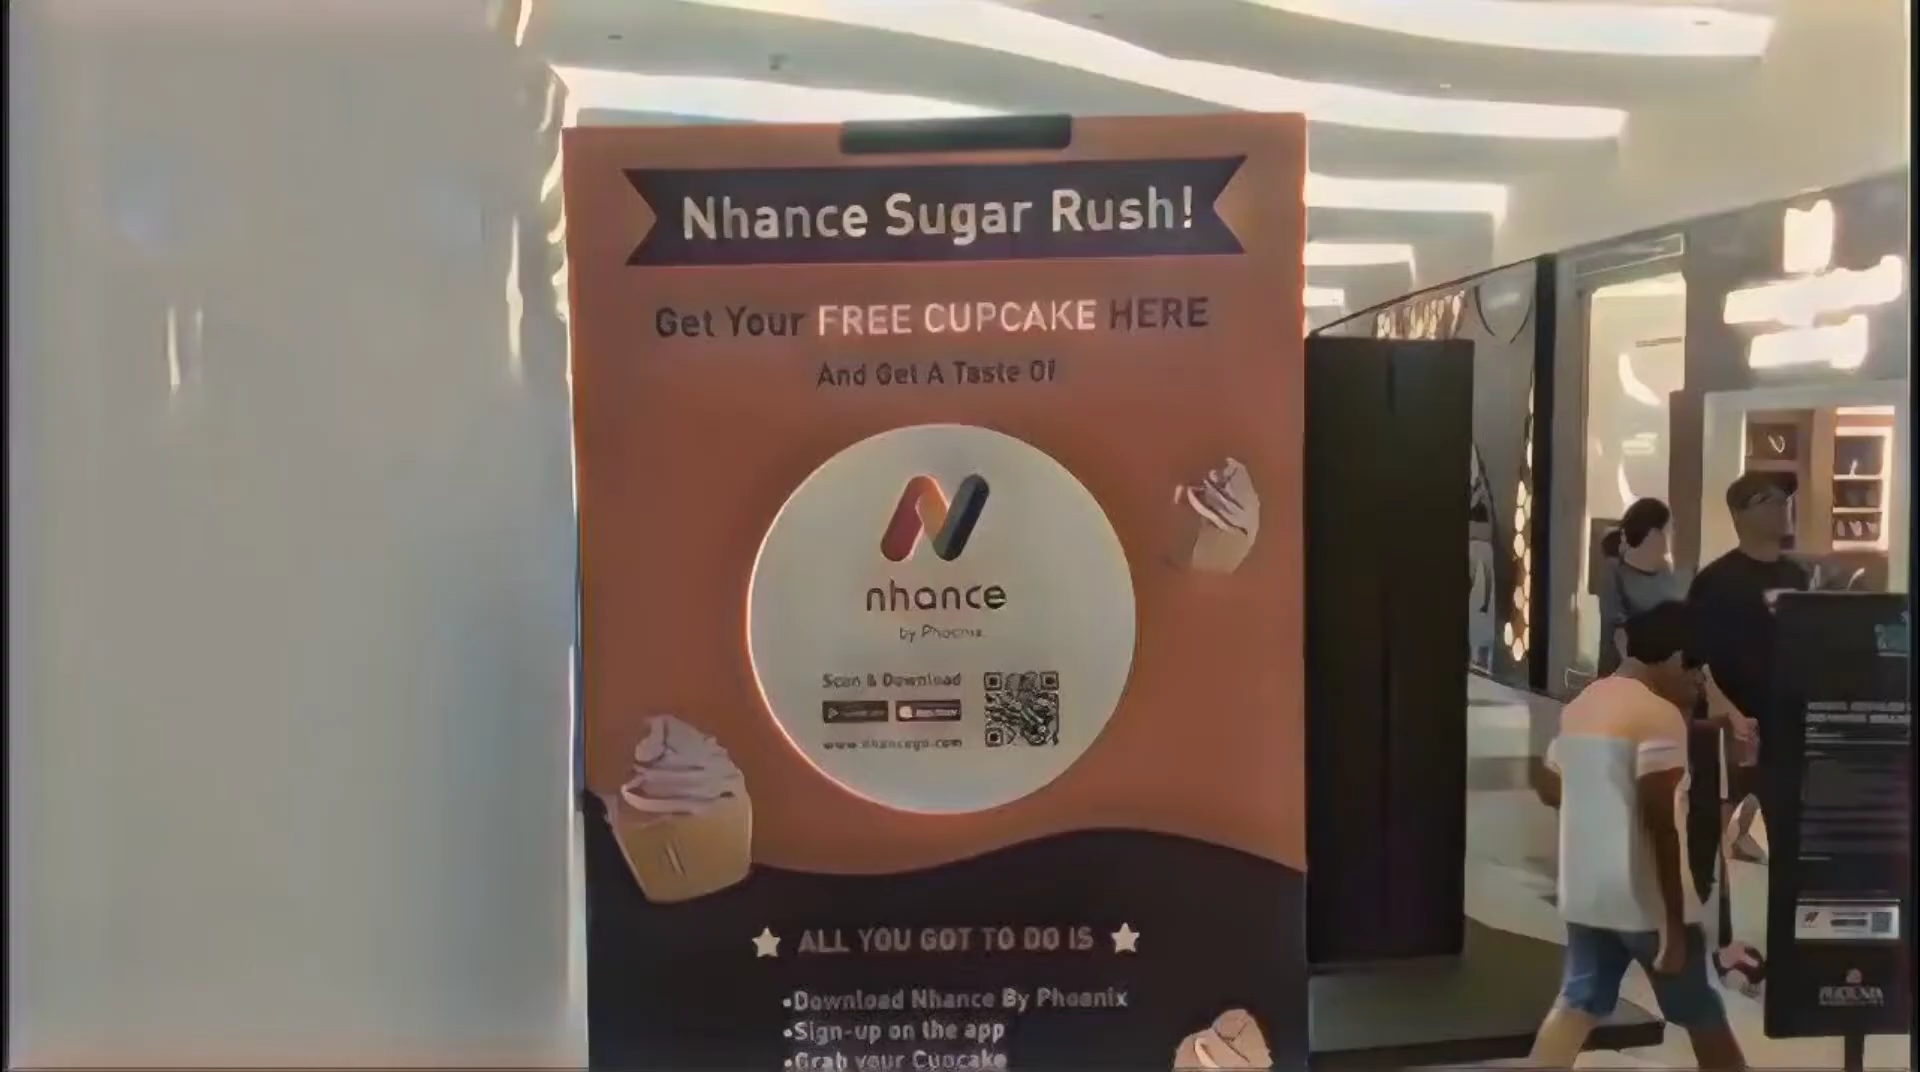 Nhance Sugar Rush!
Get Your FREE CUPCAKE HERE
And Get A Taste Of
nhance
by Phoenix
Scan & Download
www.nhancego.com
ALL YOU GOT TO DO IS
•Download Nhance By Phoenix
•Sign-up on the app
•Grab your Cupcake